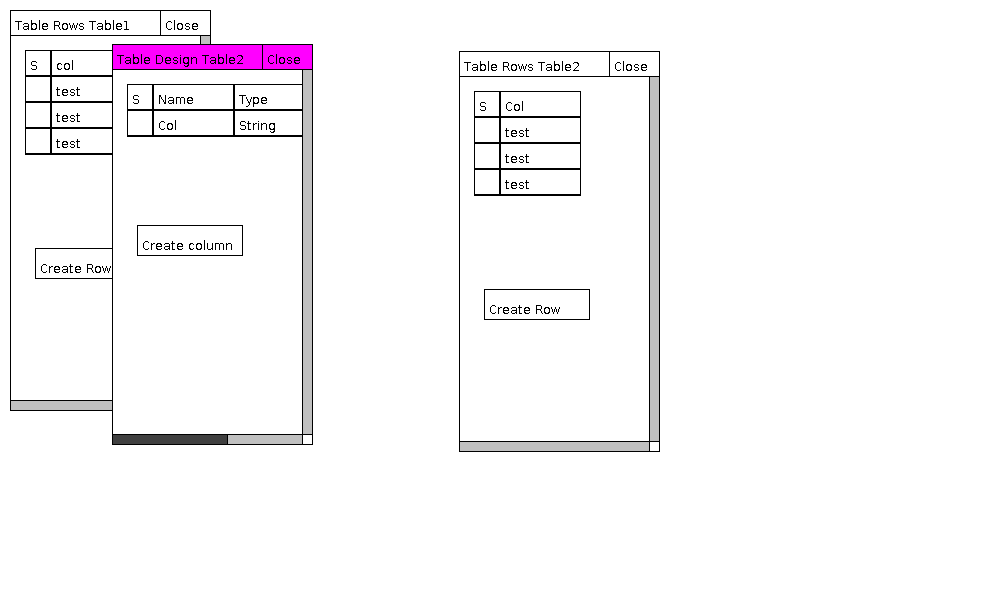 Table Rows Table1 Close
S col
test
test
test
Create Row
Table Design Table2 Close
S Name Type
Col String
Create column
Table Rows Table2 Close
S Col
test
test
test
Create Row